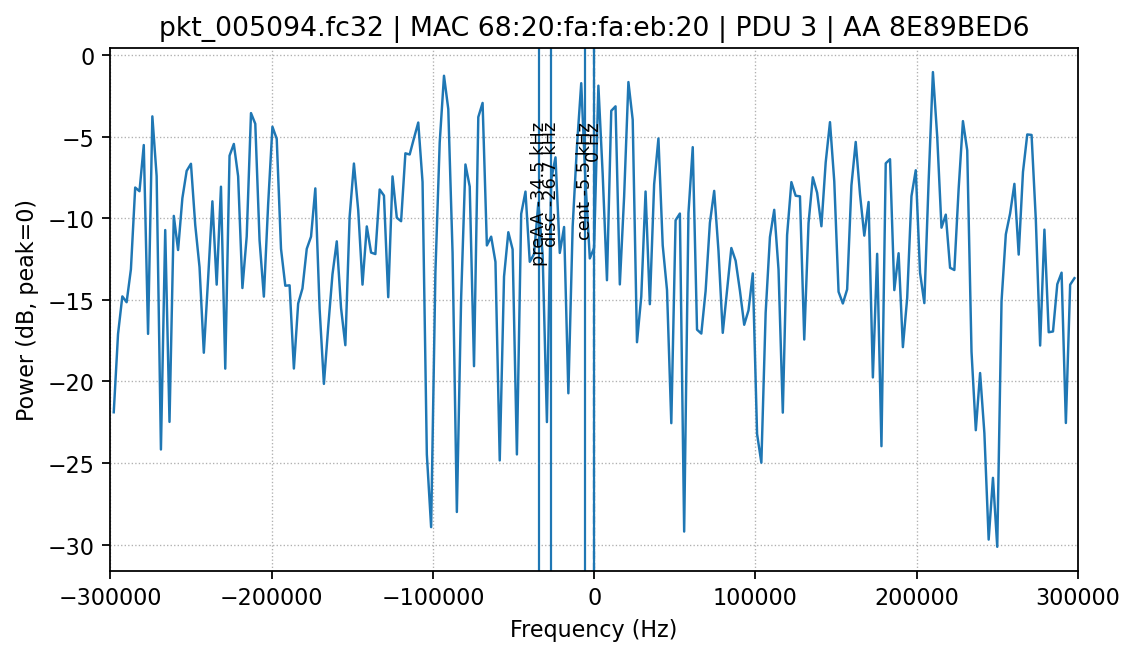 pkt_005094.fc32 | MAC 68:20:fa:fa:eb:20 | PDU 3 | AA 8E89BED6
Power (dB, peak=0)
0
−5
−10
−15
−20
−25
−30
preAA -34.5 kHz
disc -26.7 kHz
cent -5.5 kHz
0 Hz
−300000
−200000
−100000
0
100000
200000
300000
Frequency (Hz)